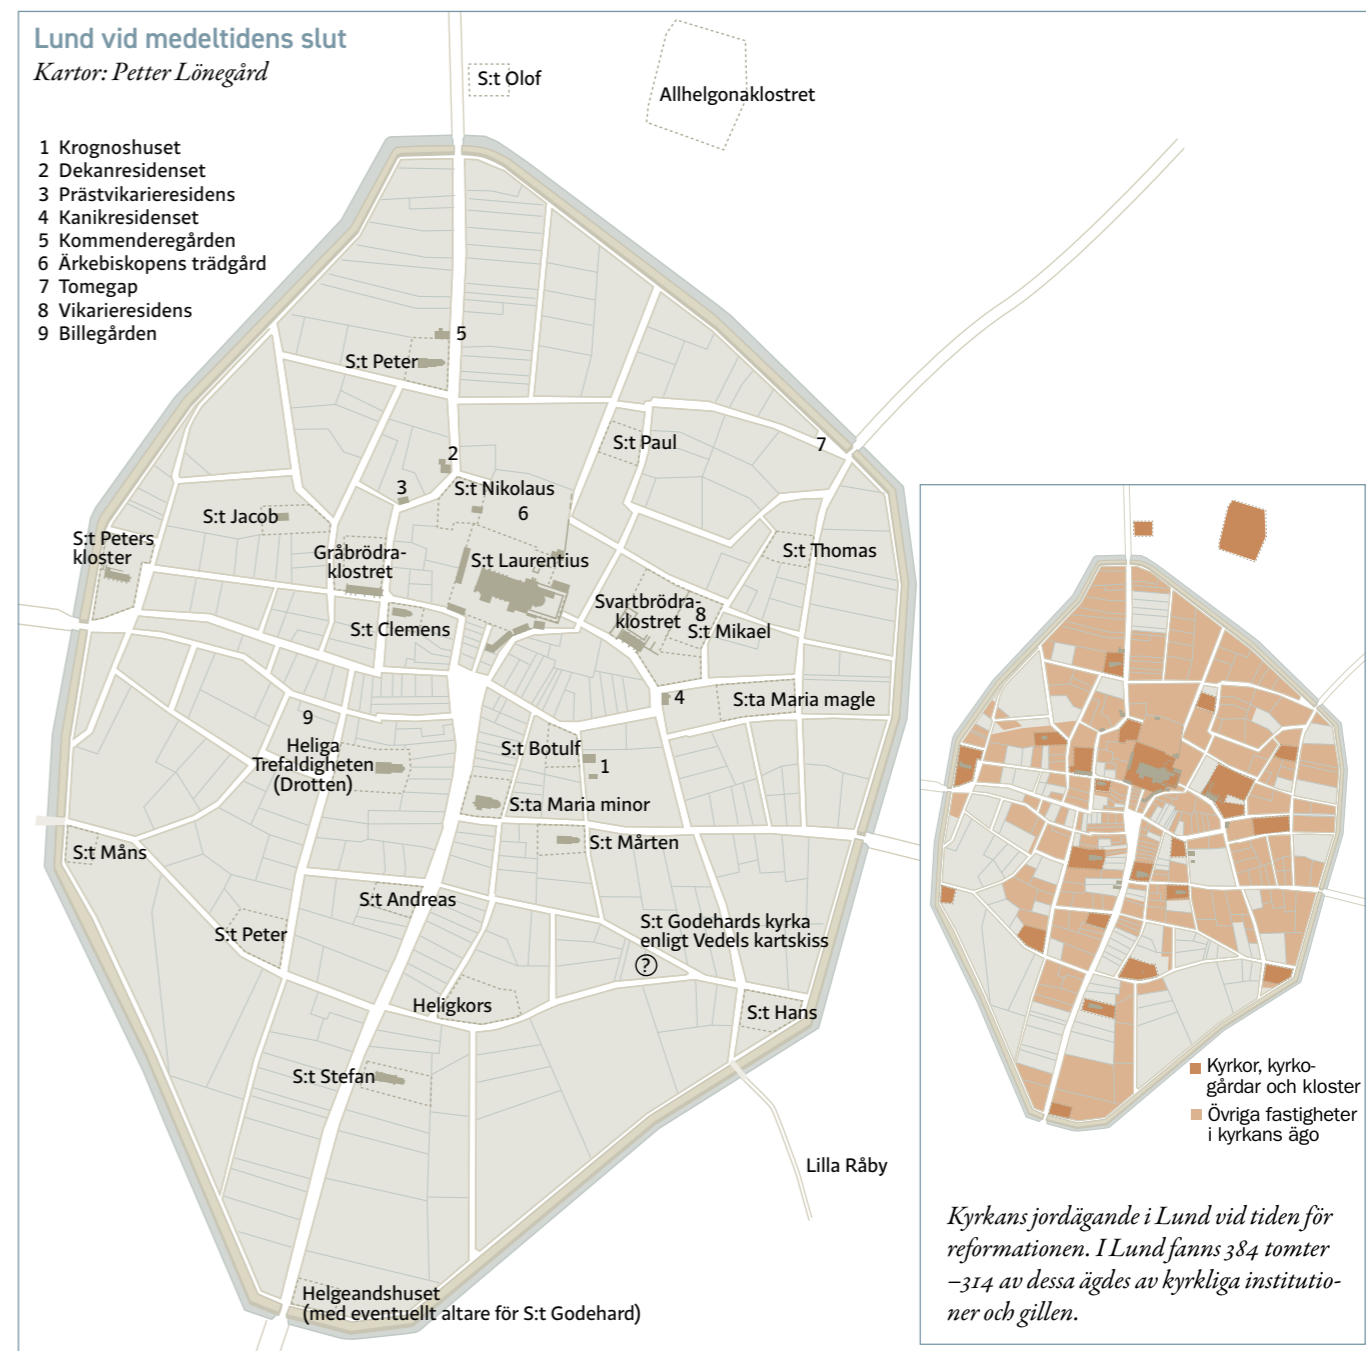 Lund vid medeltidens slut
Kartor: Petter Lönegård
1 Krognoshuset
2 Dekanresidenset
3 Prästvikarieresidens
4 Kanikresidenset
5 Kommenderegården
6 Ärkebiskopens trädgård
7 Tomegap
8 Vikarieresidens
9 Billegården
S:t Olof
Allhelgonaklostret
5
S:t Peter
S:t Paul
7
2
3
S:t Nikolaus
6
S:t Jacob
S:t Peters
kloster
Gråbrödra-
klostret
S:t Laurentius
S:t Thomas
Svartbrödra-
klostret
8
S:t Clemens
S:t Mikael
4
S:ta Maria magle
9
Heliga
Trefaldigheten
(Drotten)
S:t Botulf
1
S:ta Maria minor
S:t Mårten
S:t Måns
S:t Andreas
S:t Peter
S:t Godehards kyrka
enligt Vedels kartskiss
?
Heligkors
S:t Hans
S:t Stefan
Lilla Råby
Helgeandshuset
(med eventuellt altare för S:t Godehard)
Kyrkor, kyrko-
gårdar och kloster
Övriga fastigheter
i kyrkans ägo
Kyrkans jordägande i Lund vid tiden för
reformationen. I Lund fanns 384 tomter
–314 av dessa ägdes av kyrkliga institutio-
ner och gillen.